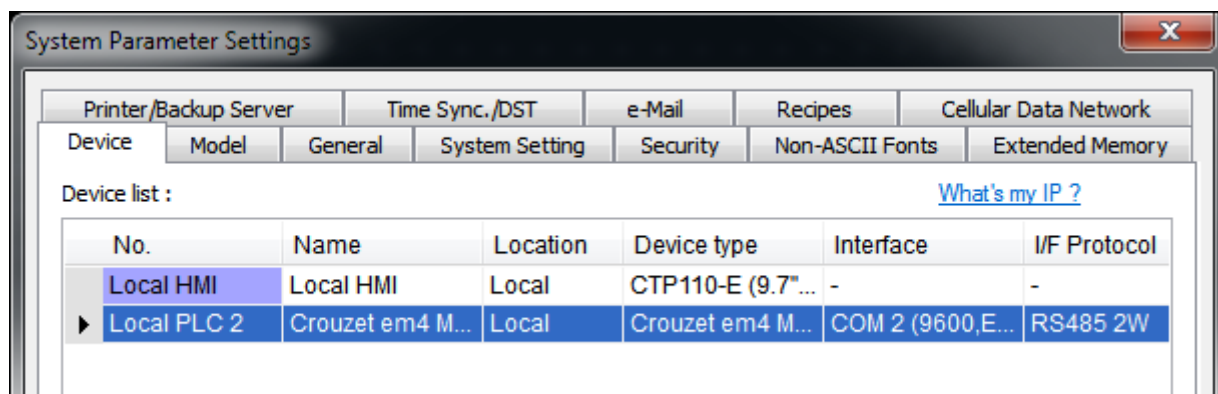 System Parameter Settings
Printer/Backup Server Time Sync./DST e-Mail Recipes Cellular Data Network
Device Model General System Setting Security Non-ASCII Fonts Extended Memory
Device list : What's my IP ?
No. Name Location Device type Interface I/F Protocol
Local HMI Local HMI Local CTP110-E (9.7"... - -
Local PLC 2 Crouzet em4 M... Local Crouzet em4 M... COM 2 (9600,E... RS485 2W